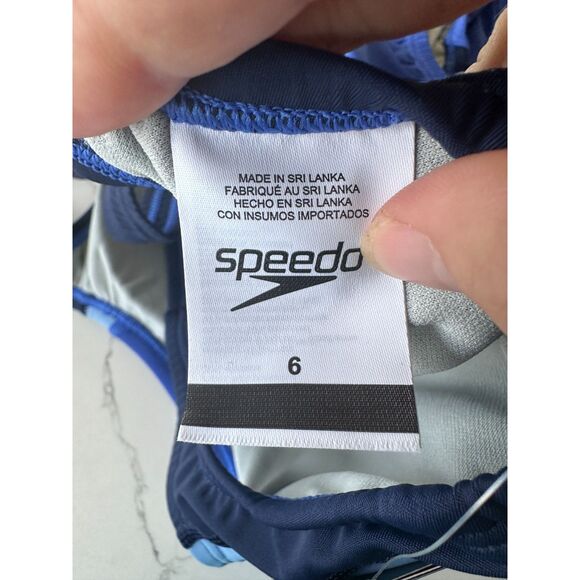 MADE IN SRI LANKA
FABRIQUÉ AU SRI LANKA
HECHO EN SRI LANKA
CON INSUMOS IMPORTADOS
speedo
6